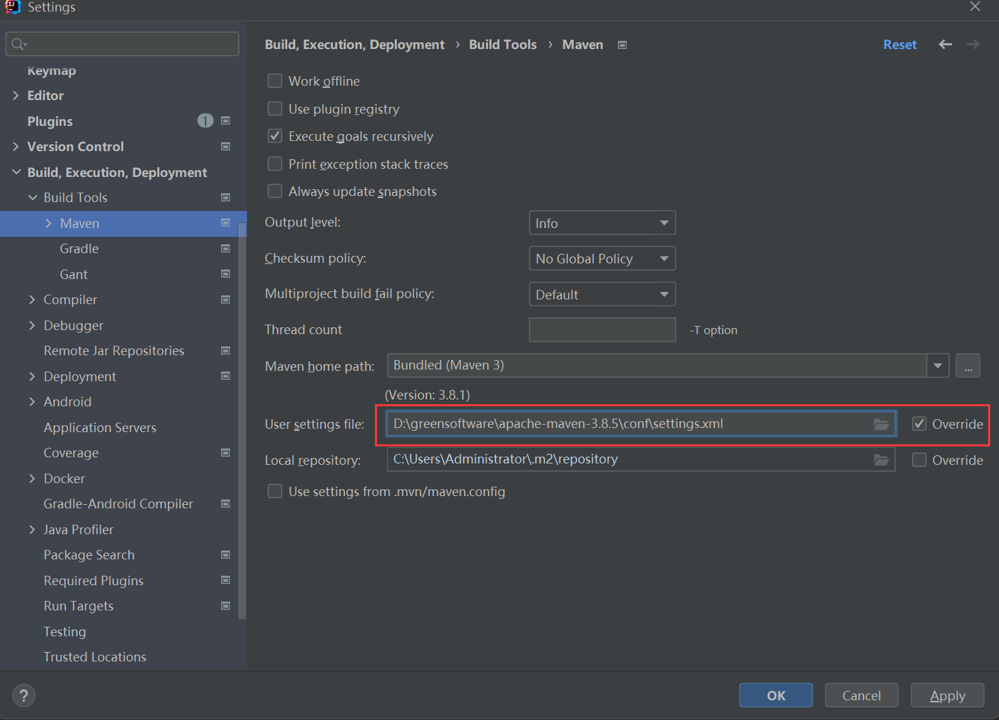 Settings
Keymap
Editor
Plugins 1
Version Control
Build, Execution, Deployment
Build Tools
Maven
Gradle
Gant
Compiler
Debugger
Remote Jar Repositories
Deployment
Android
Application Servers
Coverage
Docker
Gradle-Android Compiler
Java Profiler
Package Search
Required Plugins
Run Targets
Testing
Trusted Locations
Build, Execution, Deployment › Build Tools › Maven
Reset
Work offline
Use plugin registry
Execute goals recursively
Print exception stack traces
Always update snapshots
Output level: Info
Checksum policy: No Global Policy
Multiproject build fail policy: Default
Thread count -T option
Maven home path: Bundled (Maven 3) ...
(Version: 3.8.1)
User settings file: D:\greensoftware\apache-maven-3.8.5\conf\settings.xml Override
Local repository: C:\Users\Administrator\.m2\repository Override
Use settings from .mvn/maven.config
? OK Cancel Apply